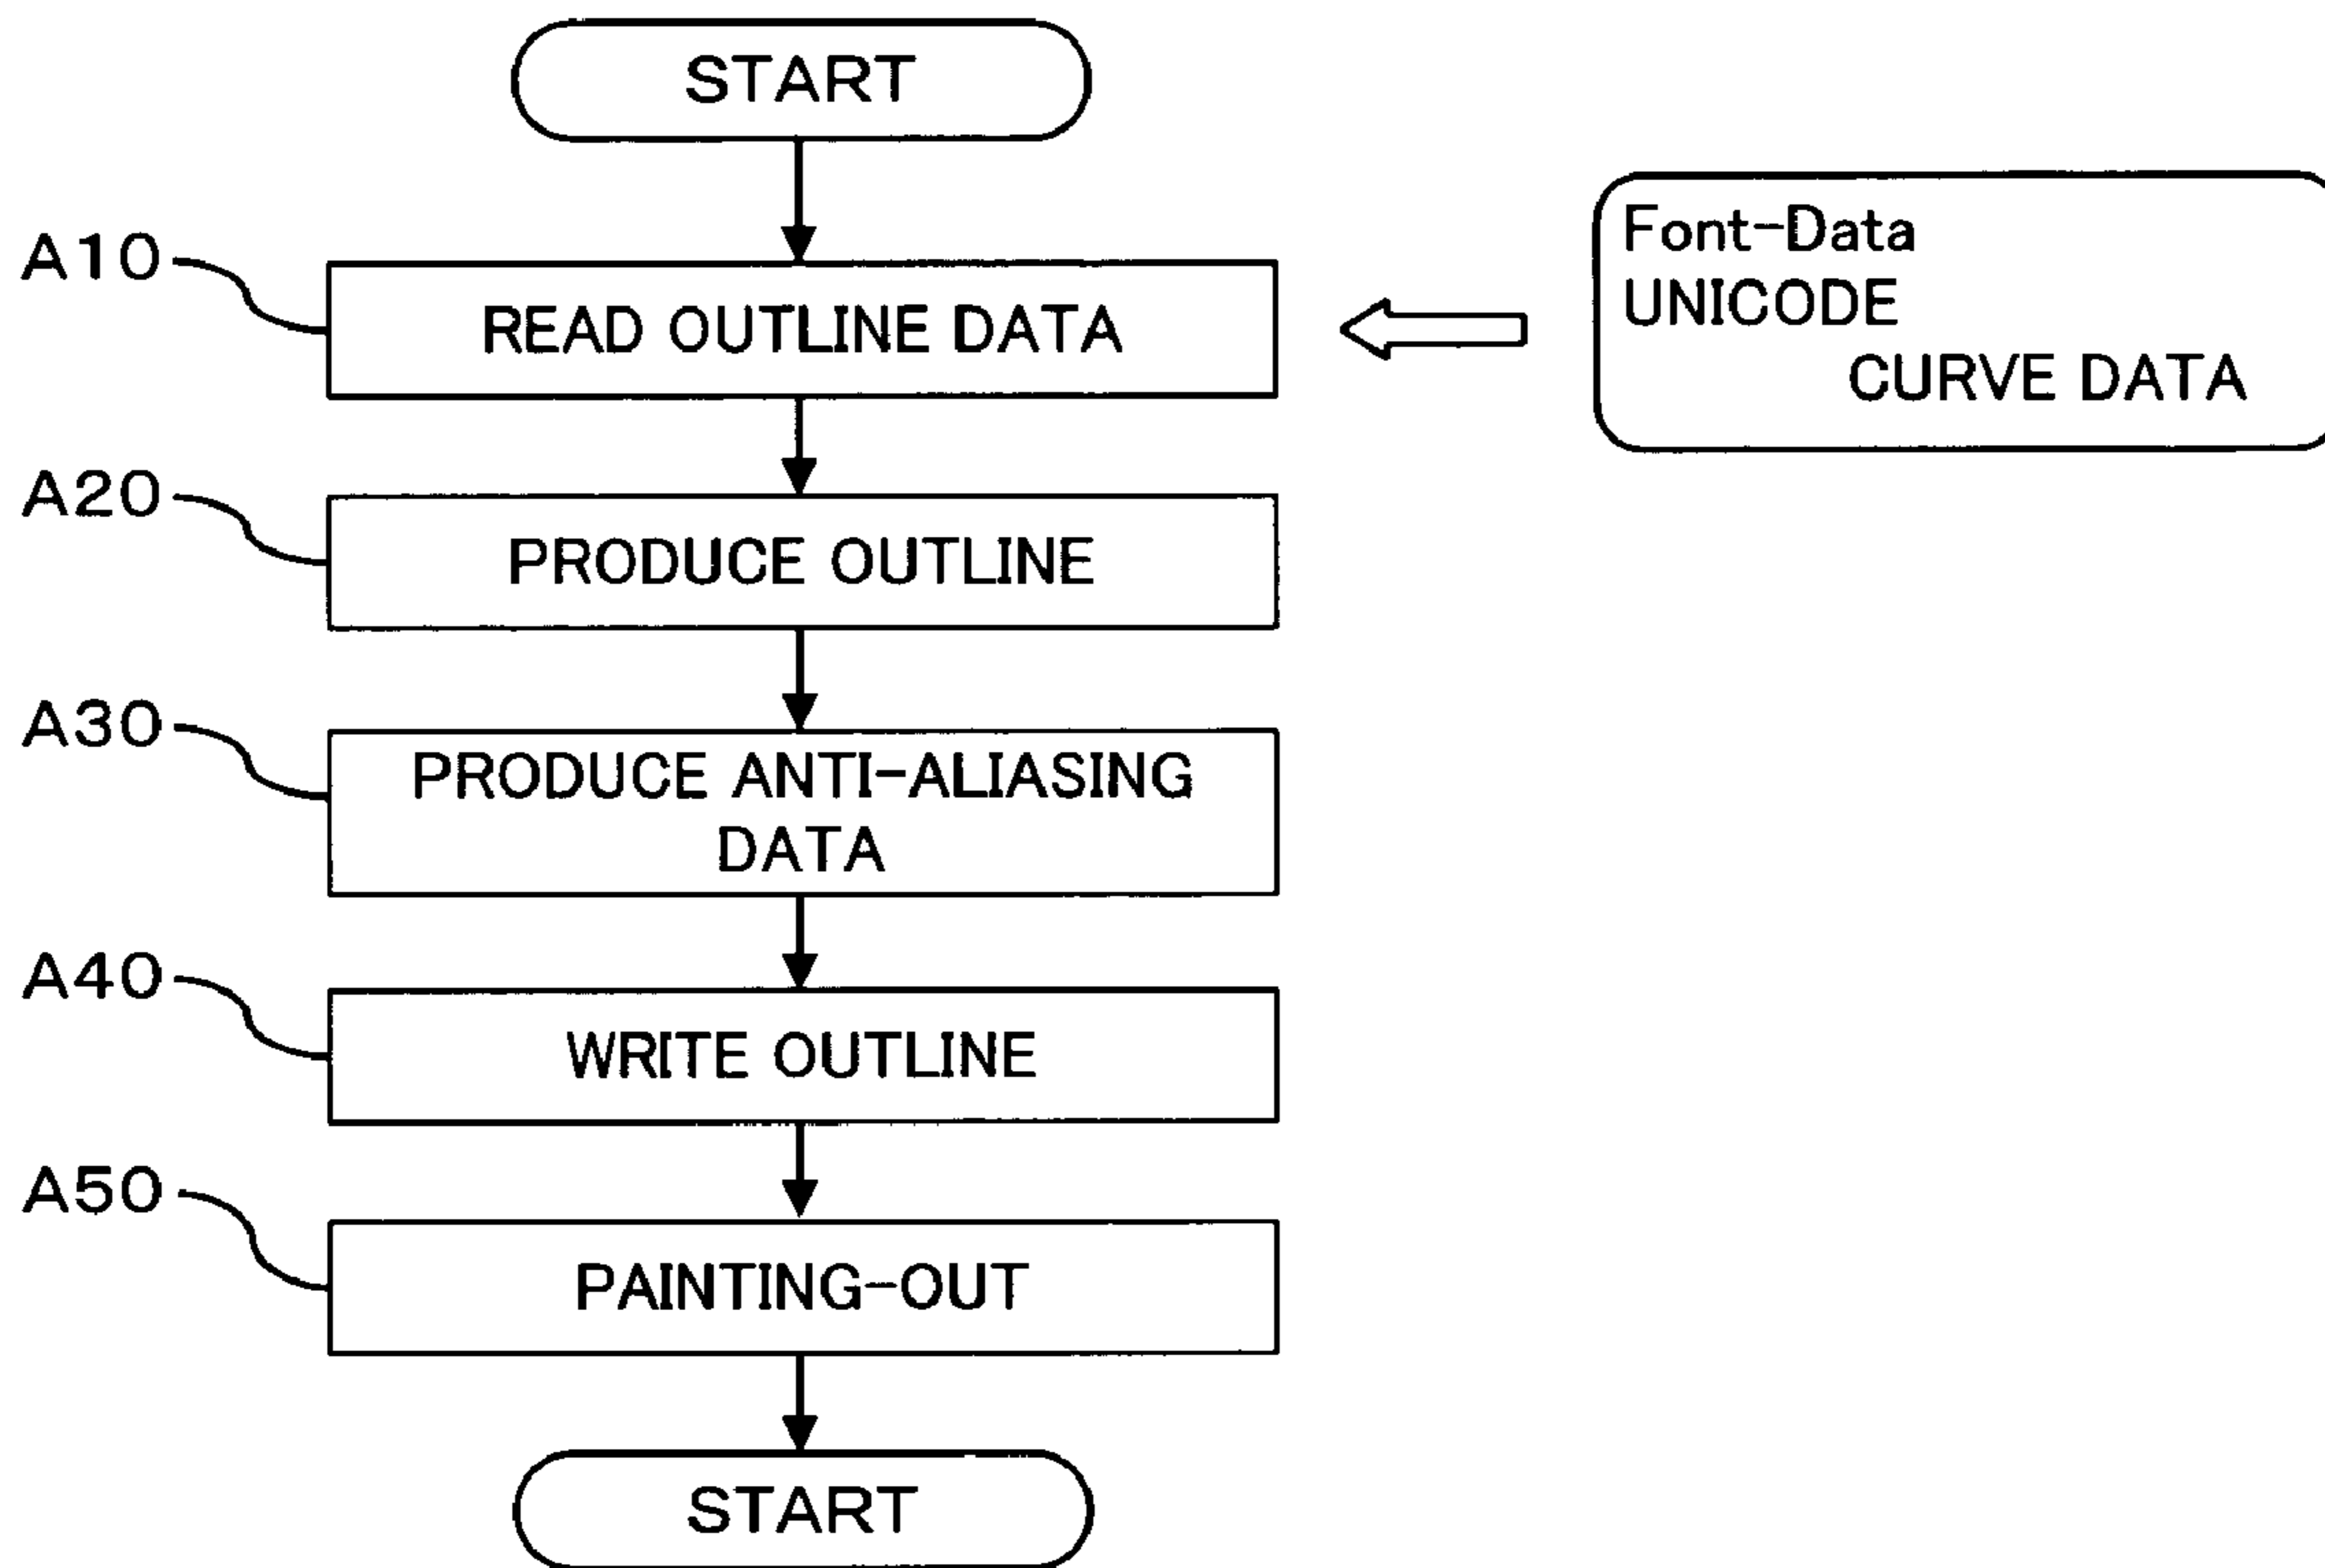 START
A10
READ OUTLINE DATA
Font-Data
UNICODE
CURVE DATA
A20
PRODUCE OUTLINE
A30
PRODUCE ANTI-ALIASING
DATA
A40
WRITE OUTLINE
A50
PAINTING-OUT
START